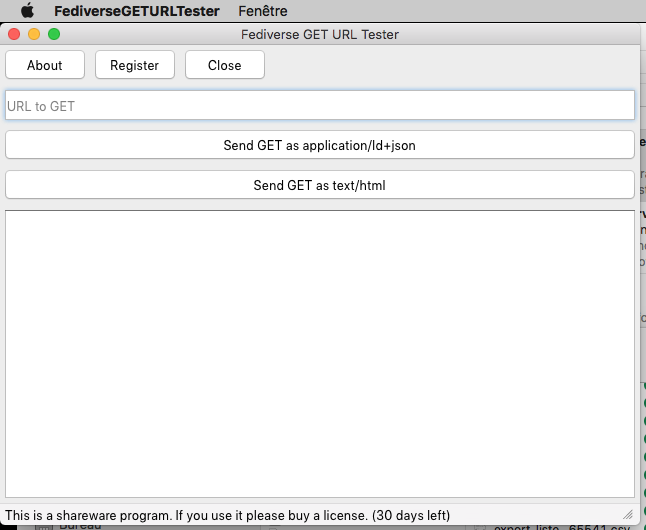 FediverseGETURLTester Fenêtre
Fediverse GET URL Tester
About Register Close
URL to GET
Send GET as application/ld+json
Send GET as text/html
This is a shareware program. If you use it please buy a license. (30 days left)